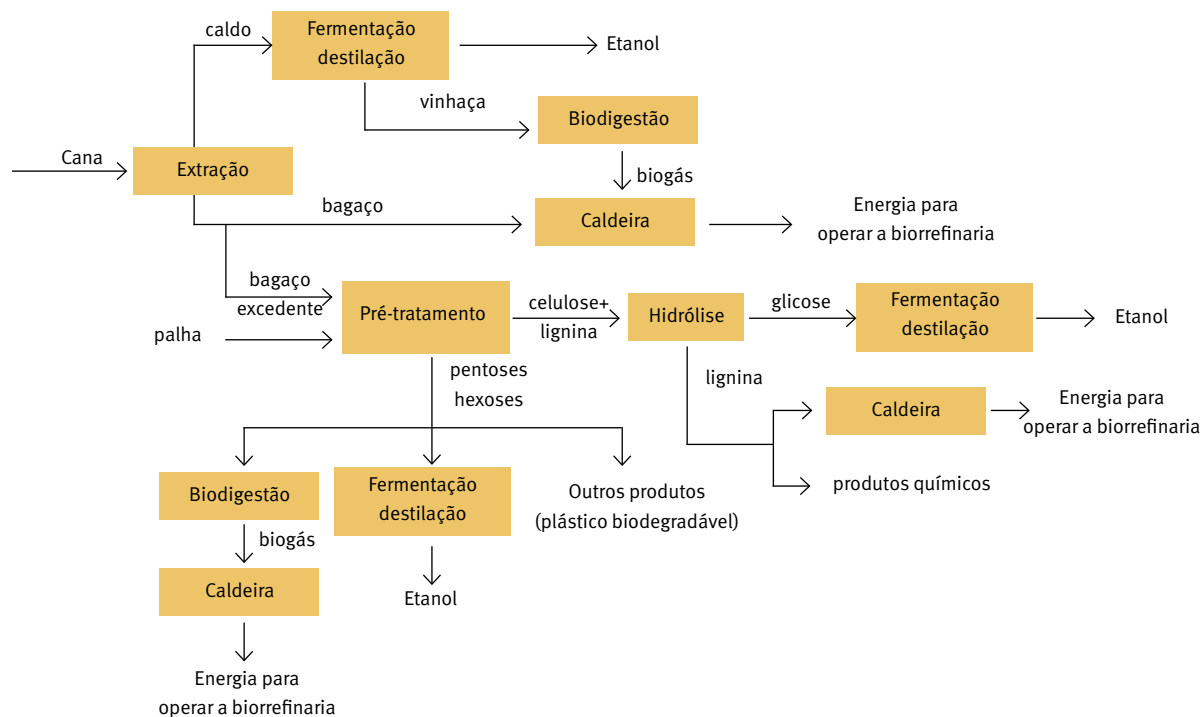 caldo
Fermentação
destilação
Etanol
vinhaça
Biodigestão
Cana
Extração
biogás
bagaço
Caldeira
Energia para
operar a biorrefinaria
bagaço
excedente
palha
Pré-tratamento
celulose+
lignina
Hidrólise
glicose
Fermentação
destilação
Etanol
pentoses
hexoses
lignina
Caldeira
Energia para
operar a biorrefinaria
produtos químicos
Biodigestão
Fermentação
destilação
Outros produtos
(plástico biodegradável)
biogás
Caldeira
Etanol
Energia para
operar a biorrefinaria